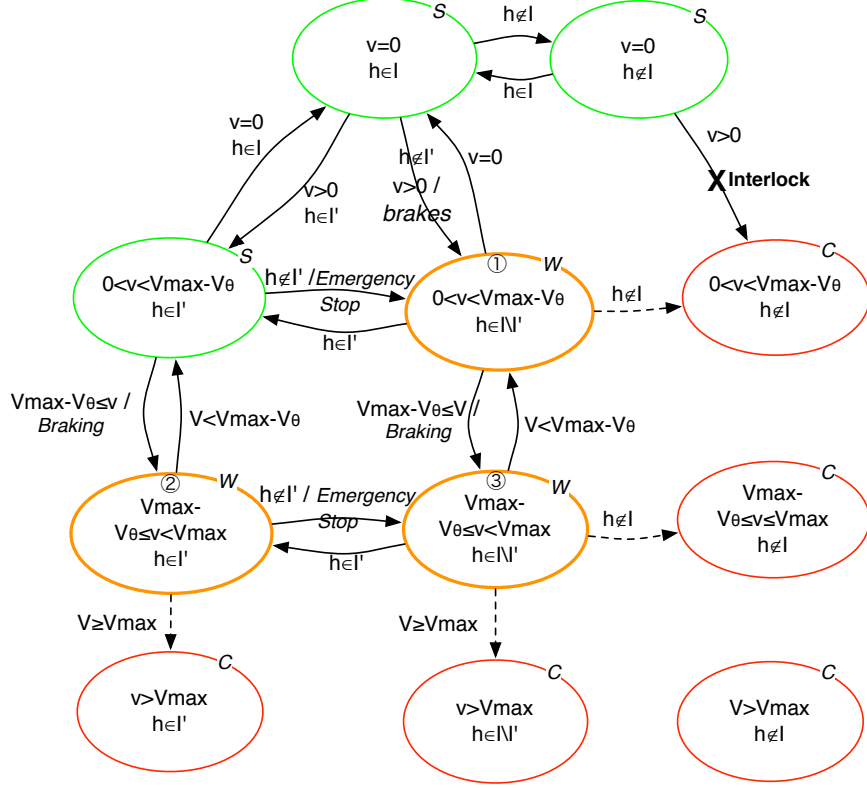 S
v=0
h∈I
h∉I
h∈I
S
v=0
h∉I
v=0
h∈I
v>0
h∈I'
h∉I'
v>0 /
brakes
v=0
v>0
X Interlock
S
0<v<Vmax-Vθ
h∈I'
h∉I' / Emergency
Stop
h∈I'
① W
0<v<Vmax-Vθ
h∈I\I'
h∉I
C
0<v<Vmax-Vθ
h∉I
Vmax-Vθ≤v /
Braking
V<Vmax-Vθ
Vmax-Vθ≤V /
Braking
V<Vmax-Vθ
② W
Vmax-
Vθ≤v<Vmax
h∈I'
h∉I' / Emergency
Stop
h∈I'
③ W
Vmax-
Vθ≤v<Vmax
h∈I\I'
h∉I
C
Vmax-
Vθ≤v≤Vmax
h∉I
V≥Vmax
V≥Vmax
C
v>Vmax
h∈I'
C
v>Vmax
h∈I\I'
C
V>Vmax
h∉I